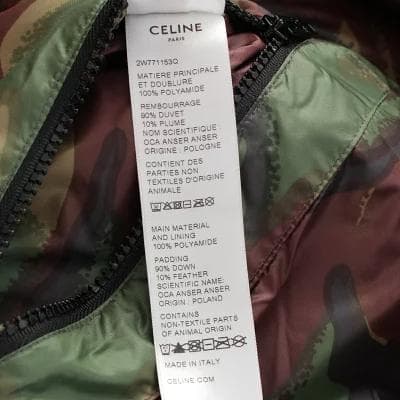 CELINE
PARIS
2W771153Q
MATIERE PRINCIPALE
ET DOUBLURE
100% POLYAMIDE
REMBOURRAGE
90% DUVET
10% PLUME
NOM SCIENTIFIQUE :
OCA ANSER ANSER
ORIGINE : POLOGNE
CONTIENT DES
PARTIES NON
TEXTILES D'ORIGINE
ANIMALE
MAIN MATERIAL
AND LINING
100% POLYAMIDE
PADDING
90% DOWN
10% FEATHER
SCIENTIFIC NAME:
OCA ANSER ANSER
ORIGIN : POLAND
CONTAINS
NON-TEXTILE PARTS
OF ANIMAL ORIGIN
MADE IN ITALY
CELINE.COM